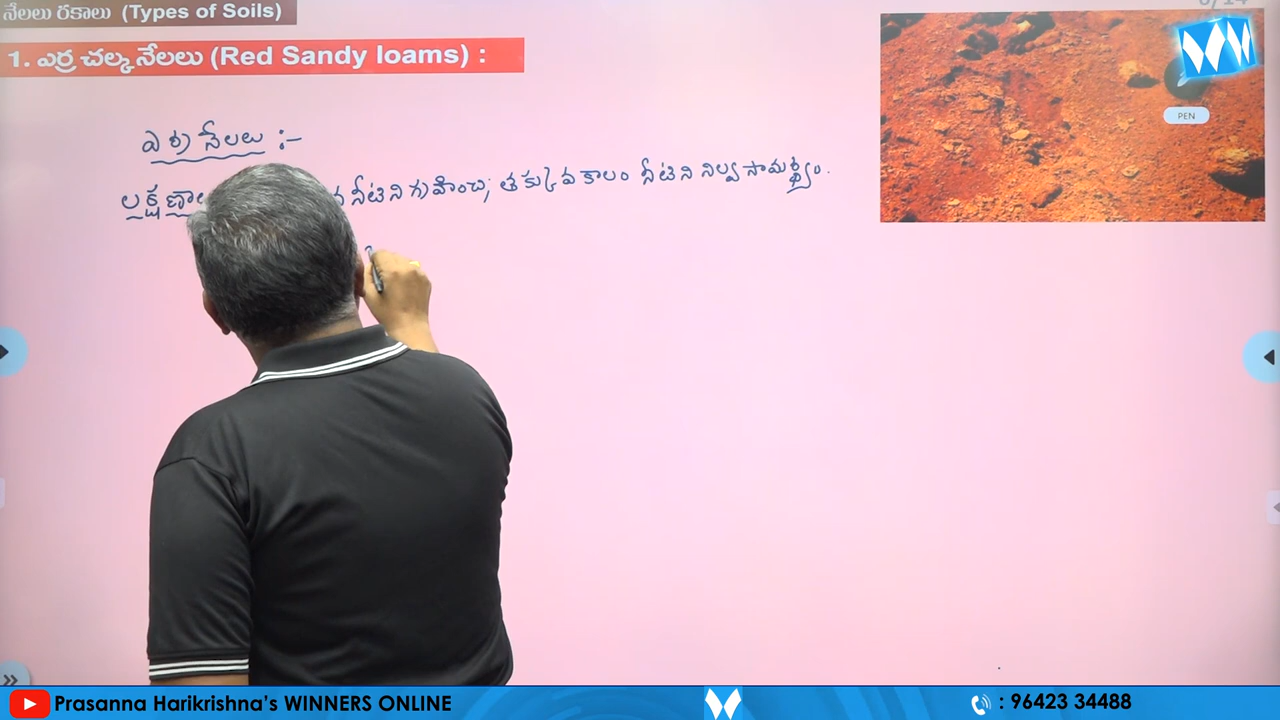 నేలలు రకాలు (Types of Soils)
1. ఎర్ర చల్క నేలలు (Red Sandy loams) :
PEN
ఎర్ర నేలలు :-
నీటిని గ్రహించి; తక్కువ కాలం నీటిని నిల్వ సామర్థ్యం.
Prasanna Harikrishna's WINNERS ONLINE
: 96423 34488